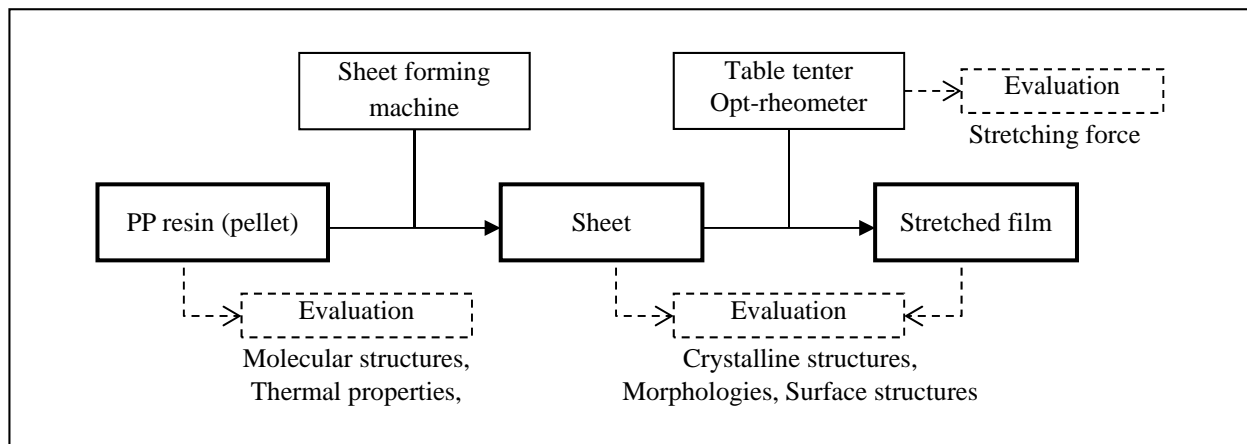 Sheet forming
machine
Table tenter
Opt-rheometer
Evaluation
Stretching force
PP resin (pellet)
Sheet
Stretched film
Evaluation
Molecular structures,
Thermal properties,
Evaluation
Crystalline structures,
Morphologies, Surface structures